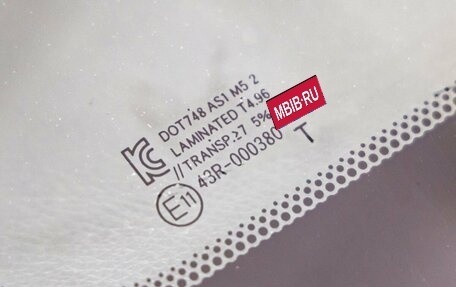 DOT748 AS1 M5 2
LAMINATED T4.96
//TRANSP.≥7 5%
43R-000380
E11
T
KC
MBIB.RU